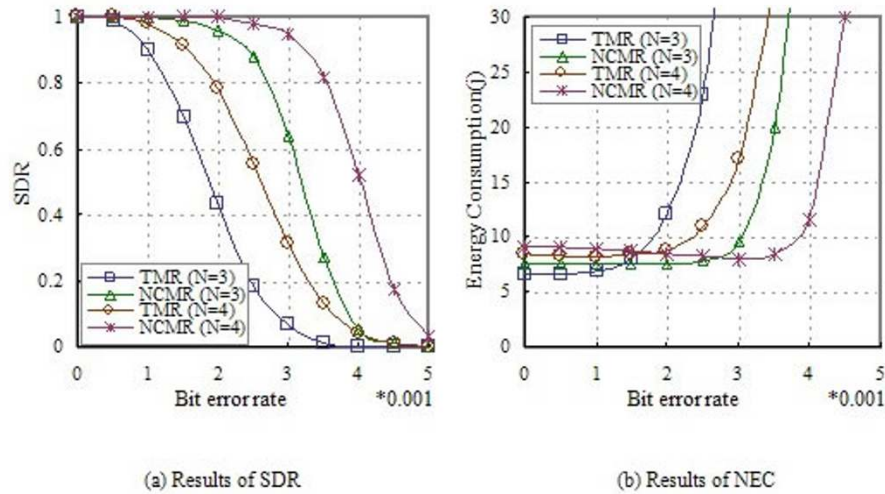 1
0.8
0.6
0.4
0.2
0
SDR
TMR (N=3)
NCMR (N=3)
TMR (N=4)
NCMR (N=4)
0 1 2 3 4 5
Bit error rate *0.001
(a) Results of SDR
30
25
20
15
10
5
0
Energy Consumption(j)
TMR (N=3)
NCMR (N=3)
TMR (N=4)
NCMR (N=4)
0 1 2 3 4 5
Bit error rate *0.001
(b) Results of NEC